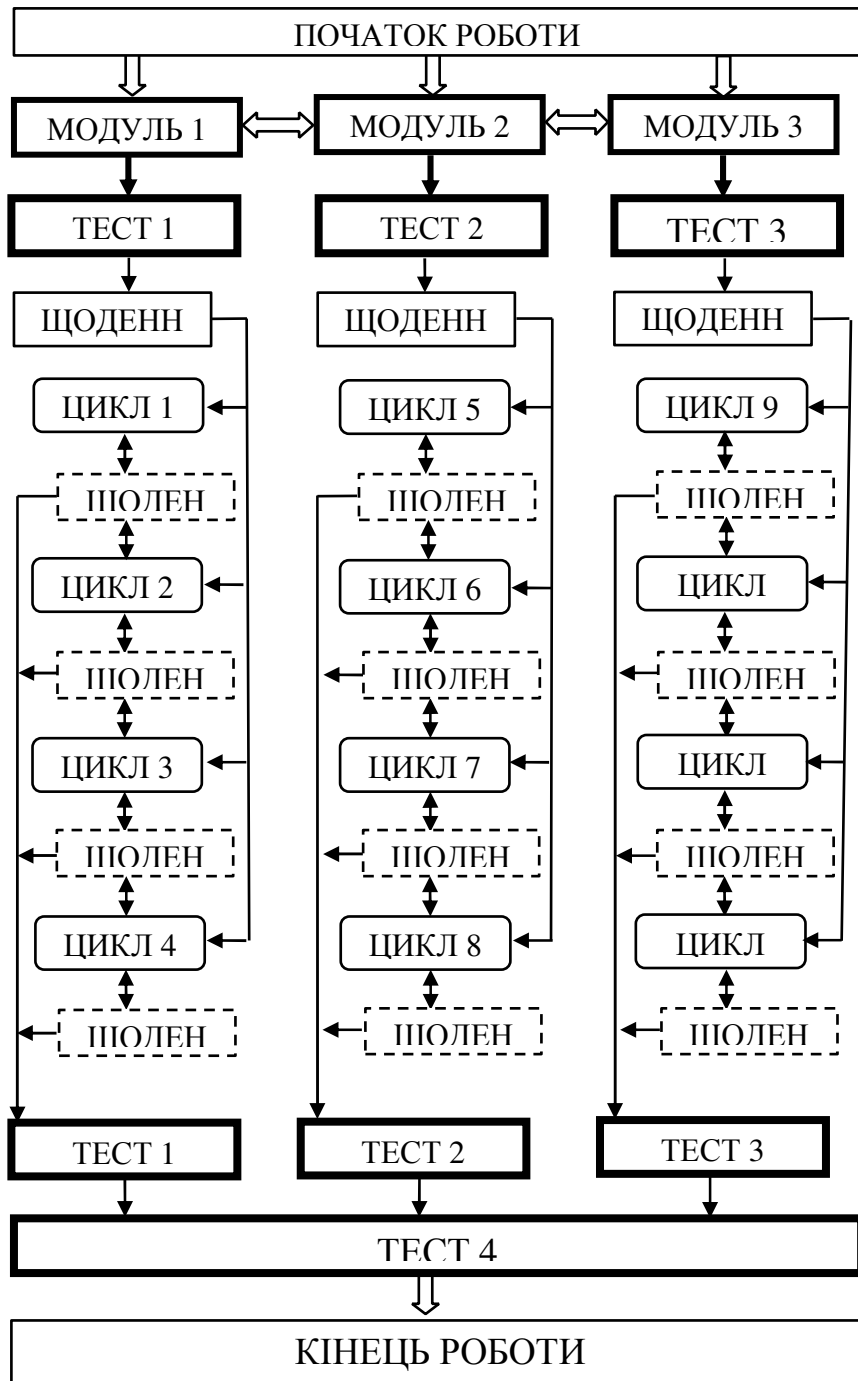 ПОЧАТОК РОБОТИ
МОДУЛЬ 1
МОДУЛЬ 2
МОДУЛЬ 3
ТЕСТ 1
ТЕСТ 2
ТЕСТ 3
ЩОДЕНН
ЩОДЕНН
ЩОДЕНН
ЦИКЛ 1
ЦИКЛ 5
ЦИКЛ 9
ЩОДЕН
ЩОДЕН
ЩОДЕН
ЦИКЛ 2
ЦИКЛ 6
ЦИКЛ
ЩОДЕН
ЩОДЕН
ЩОДЕН
ЦИКЛ 3
ЦИКЛ 7
ЦИКЛ
ЩОДЕН
ЩОДЕН
ЩОДЕН
ЦИКЛ 4
ЦИКЛ 8
ЦИКЛ
ЩОДЕН
ЩОДЕН
ЩОДЕН
ТЕСТ 1
ТЕСТ 2
ТЕСТ 3
ТЕСТ 4
КІНЕЦЬ РОБОТИ